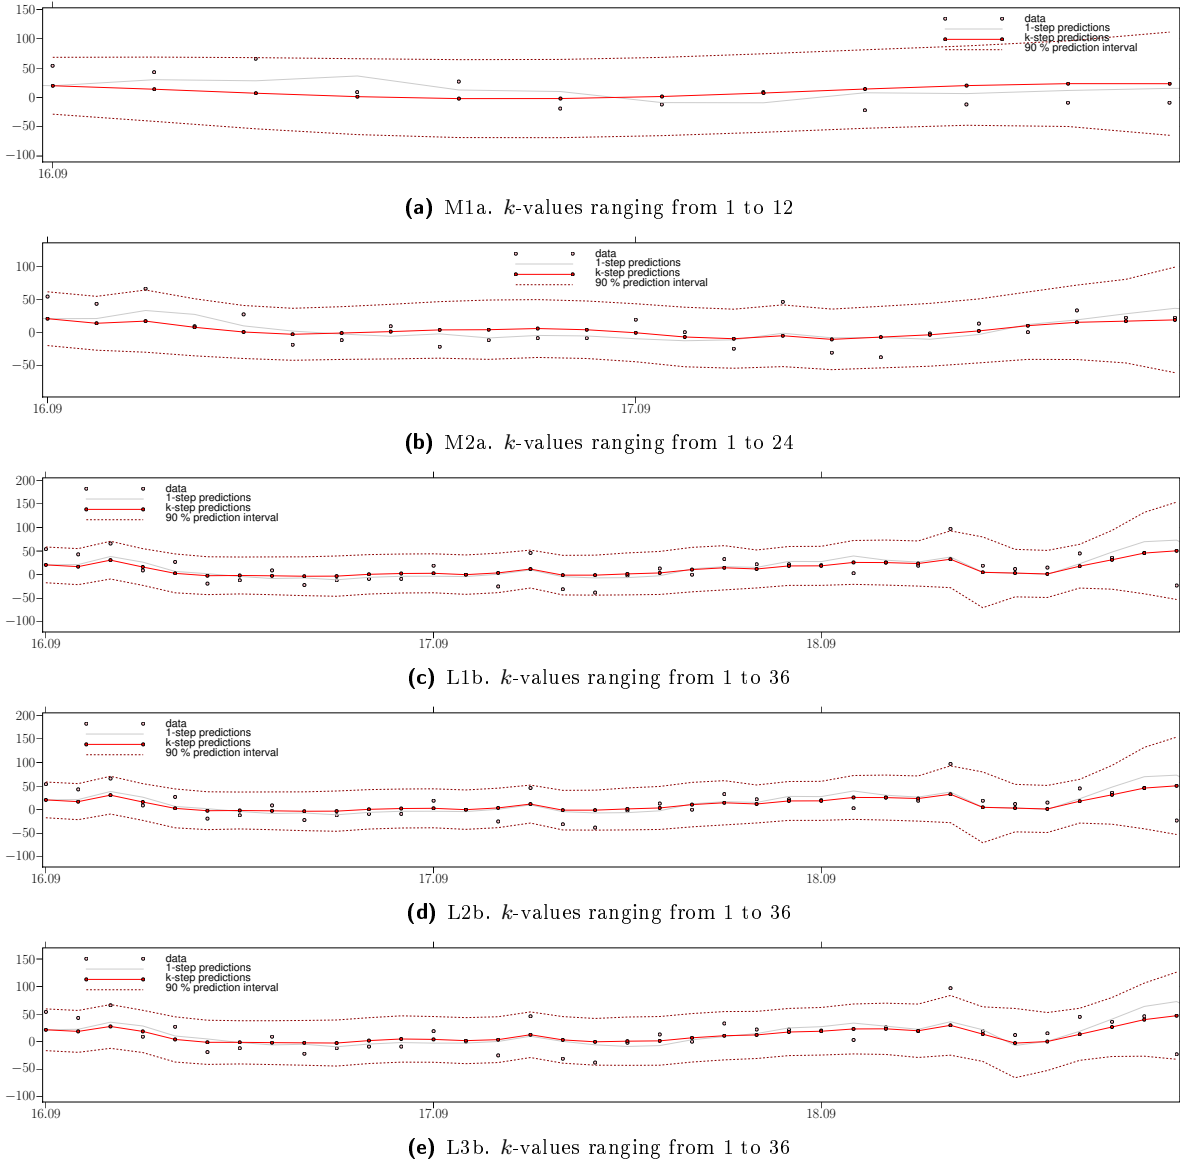 150
100
50
0
−50
−100
data
1-step predictions
k-step predictions
90 % prediction interval
16.09
(a) M1a. k-values ranging from 1 to 12
100
50
0
−50
data
1-step predictions
k-step predictions
90 % prediction interval
16.09 17.09
(b) M2a. k-values ranging from 1 to 24
200
150
100
50
0
−50
−100
data
1-step predictions
k-step predictions
90 % prediction interval
16.09 17.09 18.09
(c) L1b. k-values ranging from 1 to 36
200
150
100
50
0
−50
−100
data
1-step predictions
k-step predictions
90 % prediction interval
16.09 17.09 18.09
(d) L2b. k-values ranging from 1 to 36
150
100
50
0
−50
−100
data
1-step predictions
k-step predictions
90 % prediction interval
16.09 17.09 18.09
(e) L3b. k-values ranging from 1 to 36